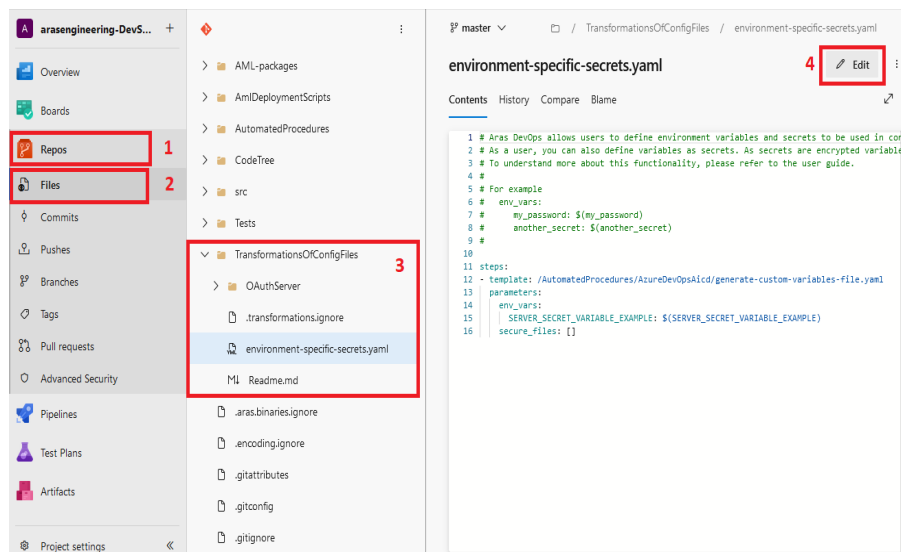 A arasengineering-DevS... +
Overview
Boards
Repos 1
Files 2
Commits
Pushes
Branches
Tags
Pull requests
Advanced Security
Pipelines
Test Plans
Artifacts
Project settings
AML-packages
AmlDeploymentScripts
AutomatedProcedures
CodeTree
src
Tests
TransformationsOfConfigFiles
3
OAuthServer
.transformations.ignore
YML environment-specific-secrets.yaml
M↓ Readme.md
.aras.binaries.ignore
.encoding.ignore
.gitattributes
.gitconfig
.gitignore
master / TransformationsOfConfigFiles / environment-specific-secrets.yaml
environment-specific-secrets.yaml 4 Edit
Contents History Compare Blame
1 # Aras DevOps allows users to define environment variables and secrets to be used in con
2 # As a user, you can also define variables as secrets. As secrets are encrypted variable
3 # To understand more about this functionality, please refer to the user guide.
4 #
5 # For example
6 # env_vars:
7 # my_password: $(my_password)
8 # another_secret: $(another_secret)
9 #
10
11 steps:
12 - template: /AutomatedProcedures/AzureDevOpsAicd/generate-custom-variables-file.yaml
13 parameters:
14 env_vars:
15 SERVER_SECRET_VARIABLE_EXAMPLE: $(SERVER_SECRET_VARIABLE_EXAMPLE)
16 secure_files: []